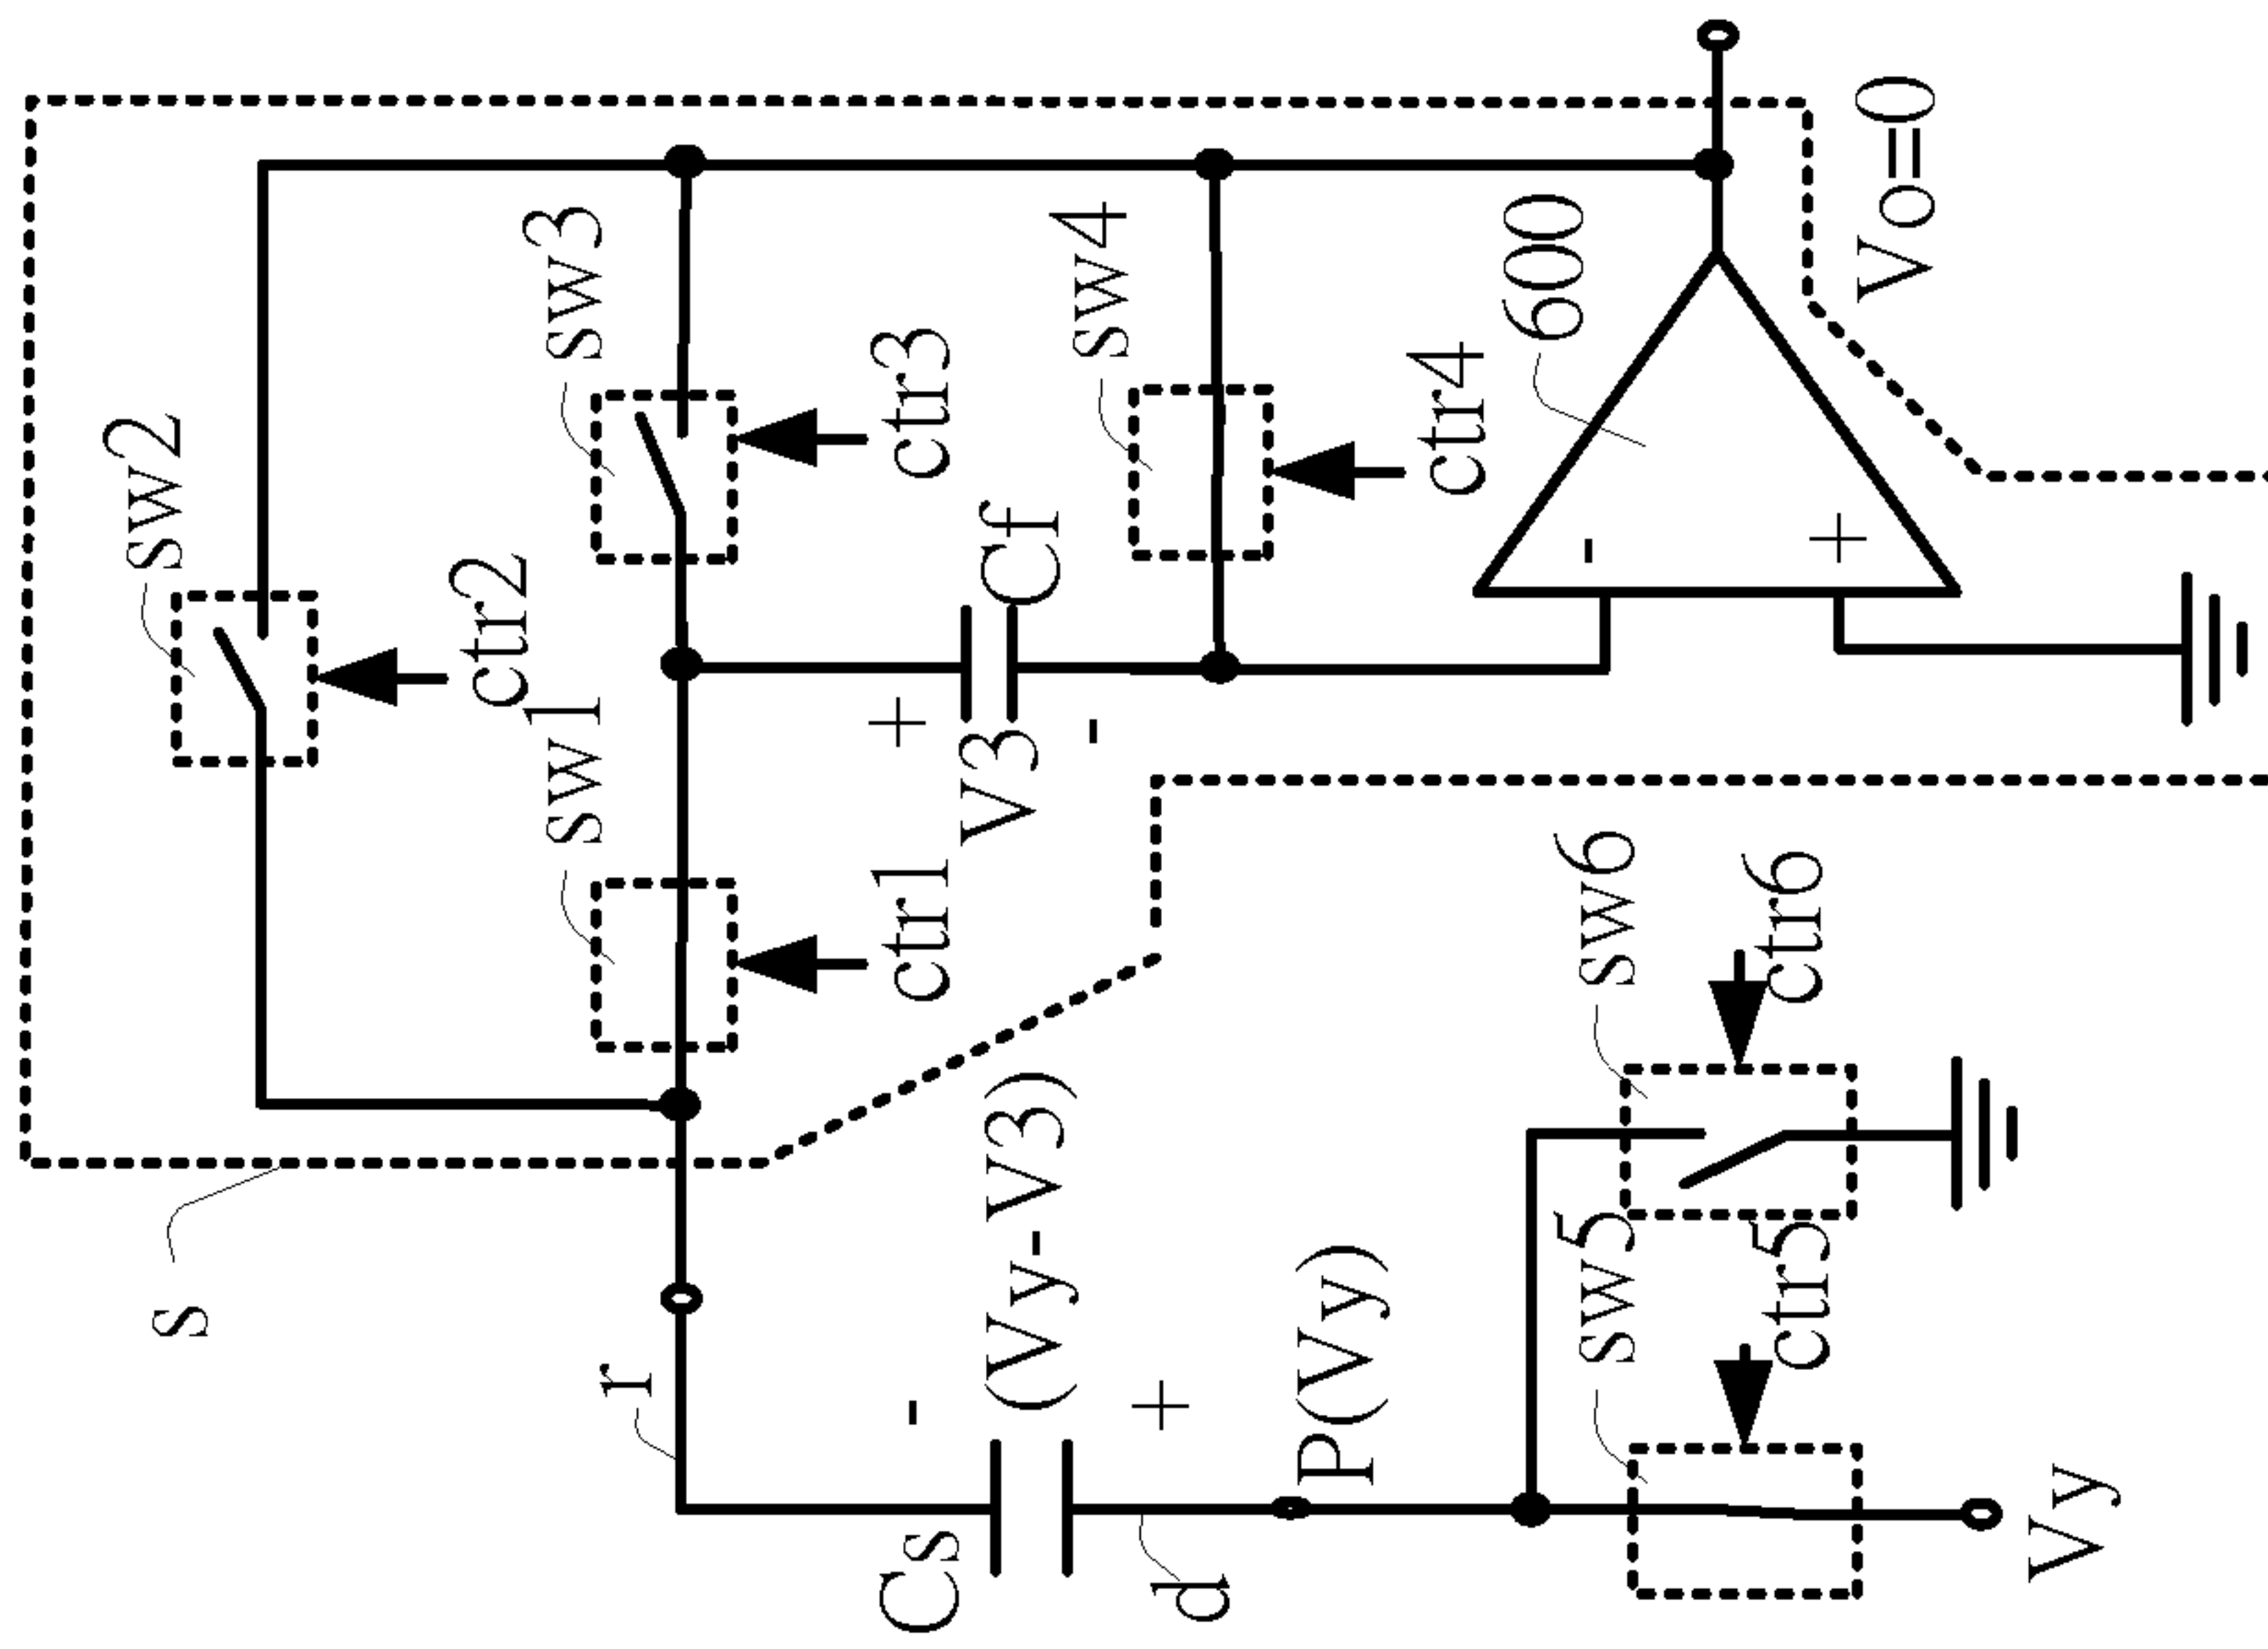 sw2
ctr2
sw1
sw3
ctr1
ctr3
s
r
Cs
-
(Vy-V3)
+
d
P(Vy)
+
V3
-
Cf
sw4
ctr4
600
-
+
Vo=0
sw5
ctr5
sw6
ctr6
Vy